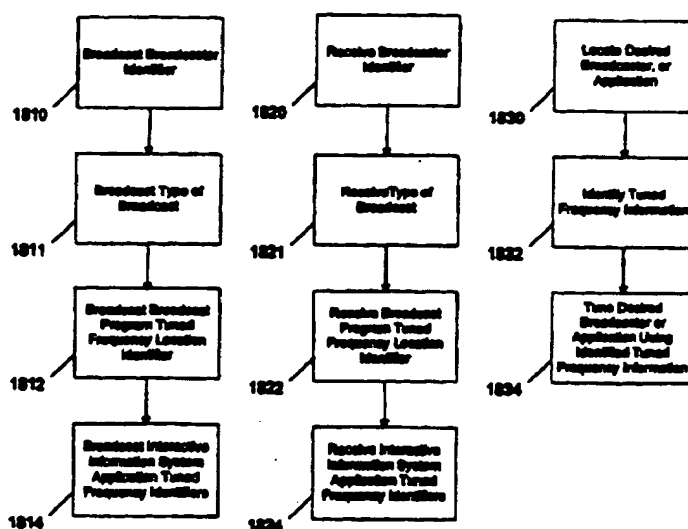 Broadcast Broadcaster
Identifier
1810
Broadcast Type of
Broadcast
1811
Broadcast Broadcast
Program Tuned
Frequency Location
Identifier
1812
Broadcast Interactive
Information System
Application Tuned
Frequency Identifiers
1814
Receive Broadcaster
Identifier
1820
Receive Type of
Broadcast
1821
Receive Broadcast
Program Tuned
Frequency Location
Identifier
1822
Receive Interactive
Information System
Application Tuned
Frequency Identifiers
1824
Locate Desired
Broadcaster, or
Application
1830
Identify Tuned
Frequency Information
1832
Tune Desired
Broadcaster or
Application Using
Identified Tuned
Frequency Information
1834